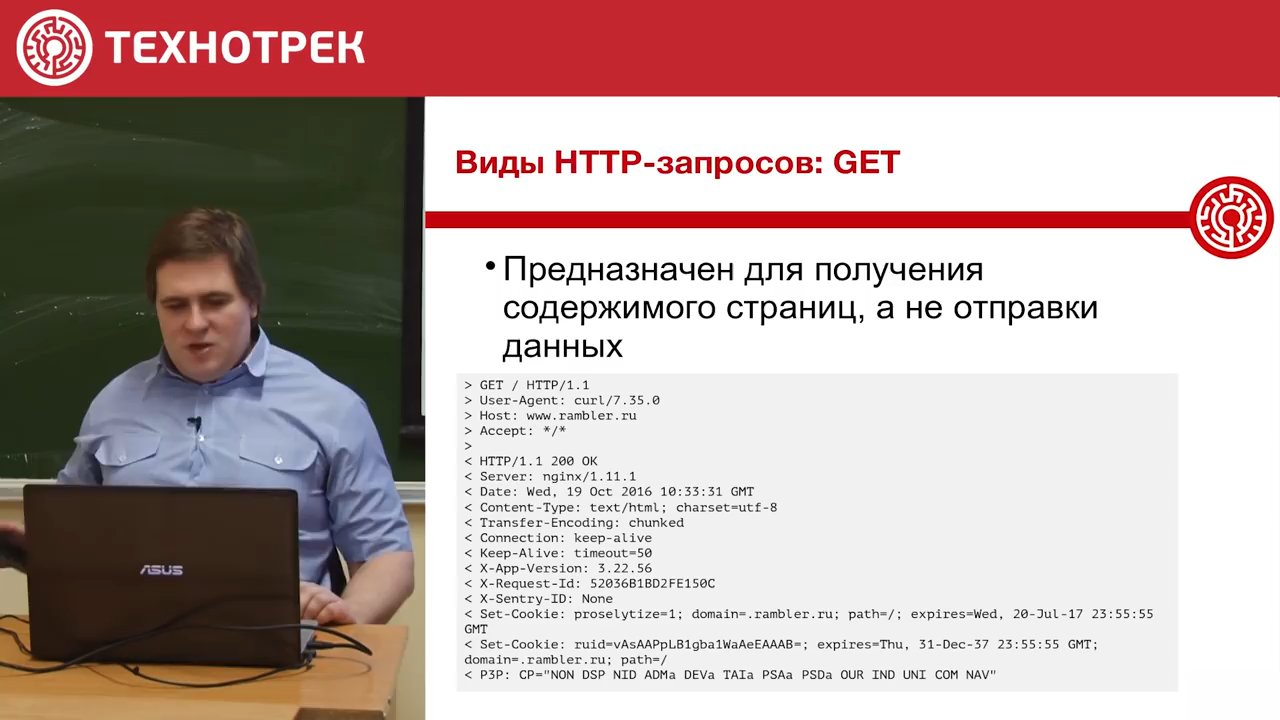 ТЕХНОТРЕК
Виды HTTP-запросов: GET
• Предназначен для получения
содержимого страниц, а не отправки
данных
> GET / HTTP/1.1
> User-Agent: curl/7.35.0
> Host: www.rambler.ru
> Accept: */*
>
< HTTP/1.1 200 OK
< Server: nginx/1.11.1
< Date: Wed, 19 Oct 2016 10:33:31 GMT
< Content-Type: text/html; charset=utf-8
< Transfer-Encoding: chunked
< Connection: keep-alive
< Keep-Alive: timeout=50
< X-App-Version: 3.22.56
< X-Request-Id: 52036B1BD2FE150C
< X-Sentry-ID: None
< Set-Cookie: proselytize=1; domain=.rambler.ru; path=/; expires=Wed, 20-Jul-17 23:55:55
GMT
< Set-Cookie: ruid=vAsAAPpLB1gba1WaAeEAAAB=; expires=Thu, 31-Dec-37 23:55:55 GMT;
domain=.rambler.ru; path=/
< P3P: CP="NON DSP NID ADMa DEVa TAIa PSAa PSDa OUR IND UNI COM NAV"
ASUS